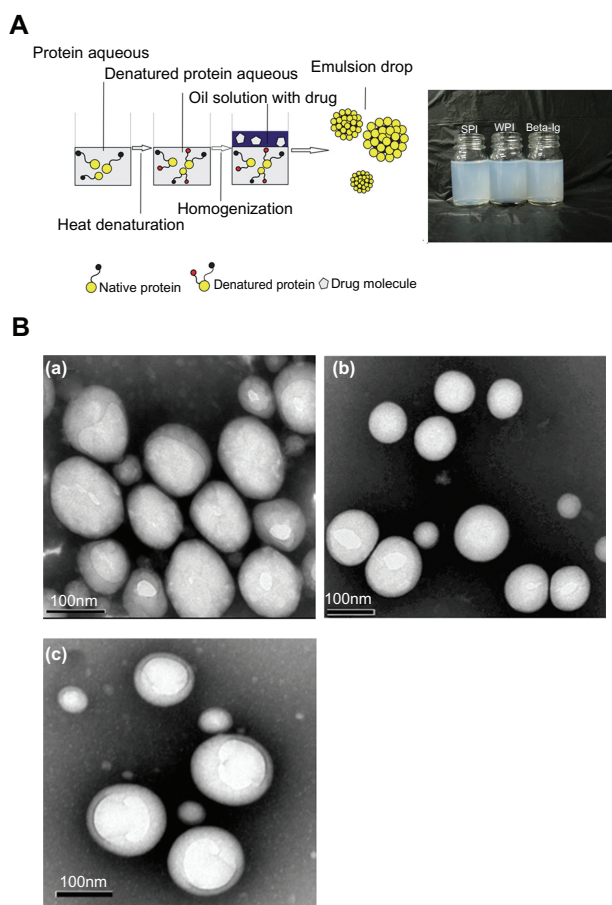 A
Protein aqueous
Denatured protein aqueous
Oil solution with drug
Emulsion drop
Heat denaturation
Homogenization
Native protein
Denatured protein
Drug molecule
SPI WPI Beta-Ig
B
(a)
100nm
(b)
100nm
(c)
100nm